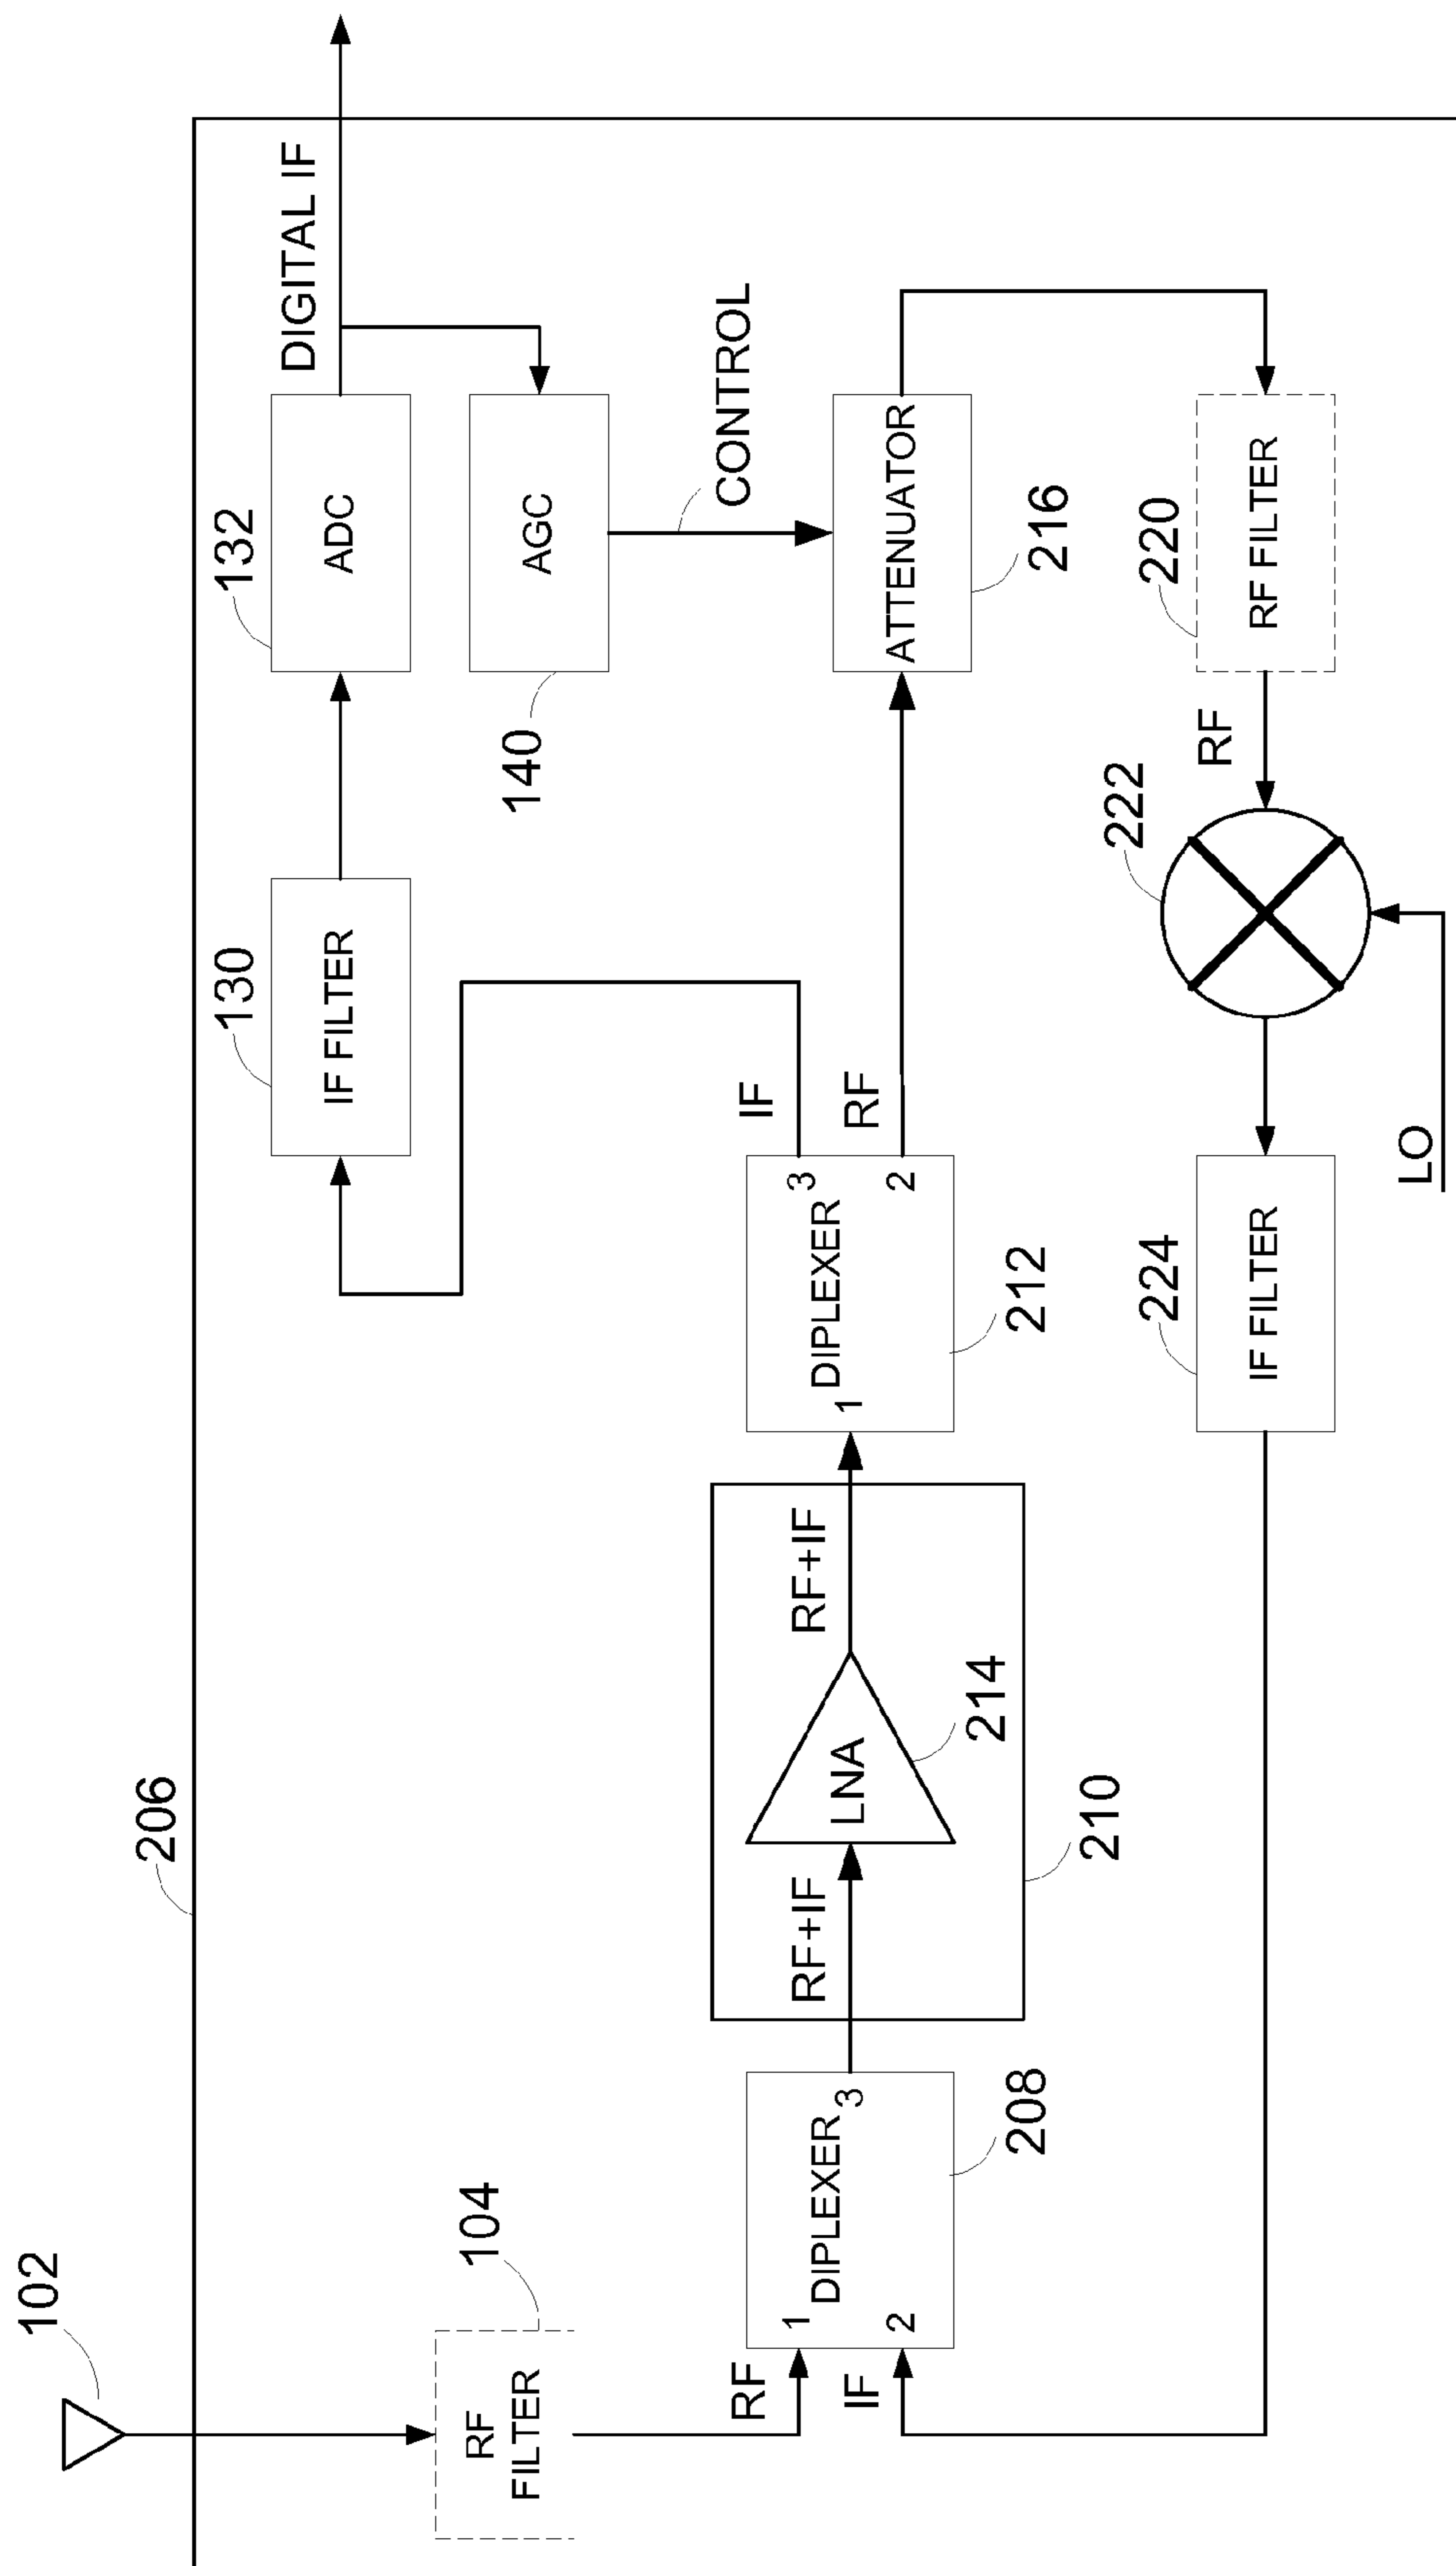 102
206
104
RF
FILTER
RF
IF
1
2
DIPLEXER
3
208
RF+IF
LNA
214
RF+IF
210
1
DIPLEXER
3
2
212
IF
RF
130
IF FILTER
132
ADC
DIGITAL IF
140
AGC
CONTROL
ATTENUATOR
216
220
RF FILTER
RF
222
LO
224
IF FILTER